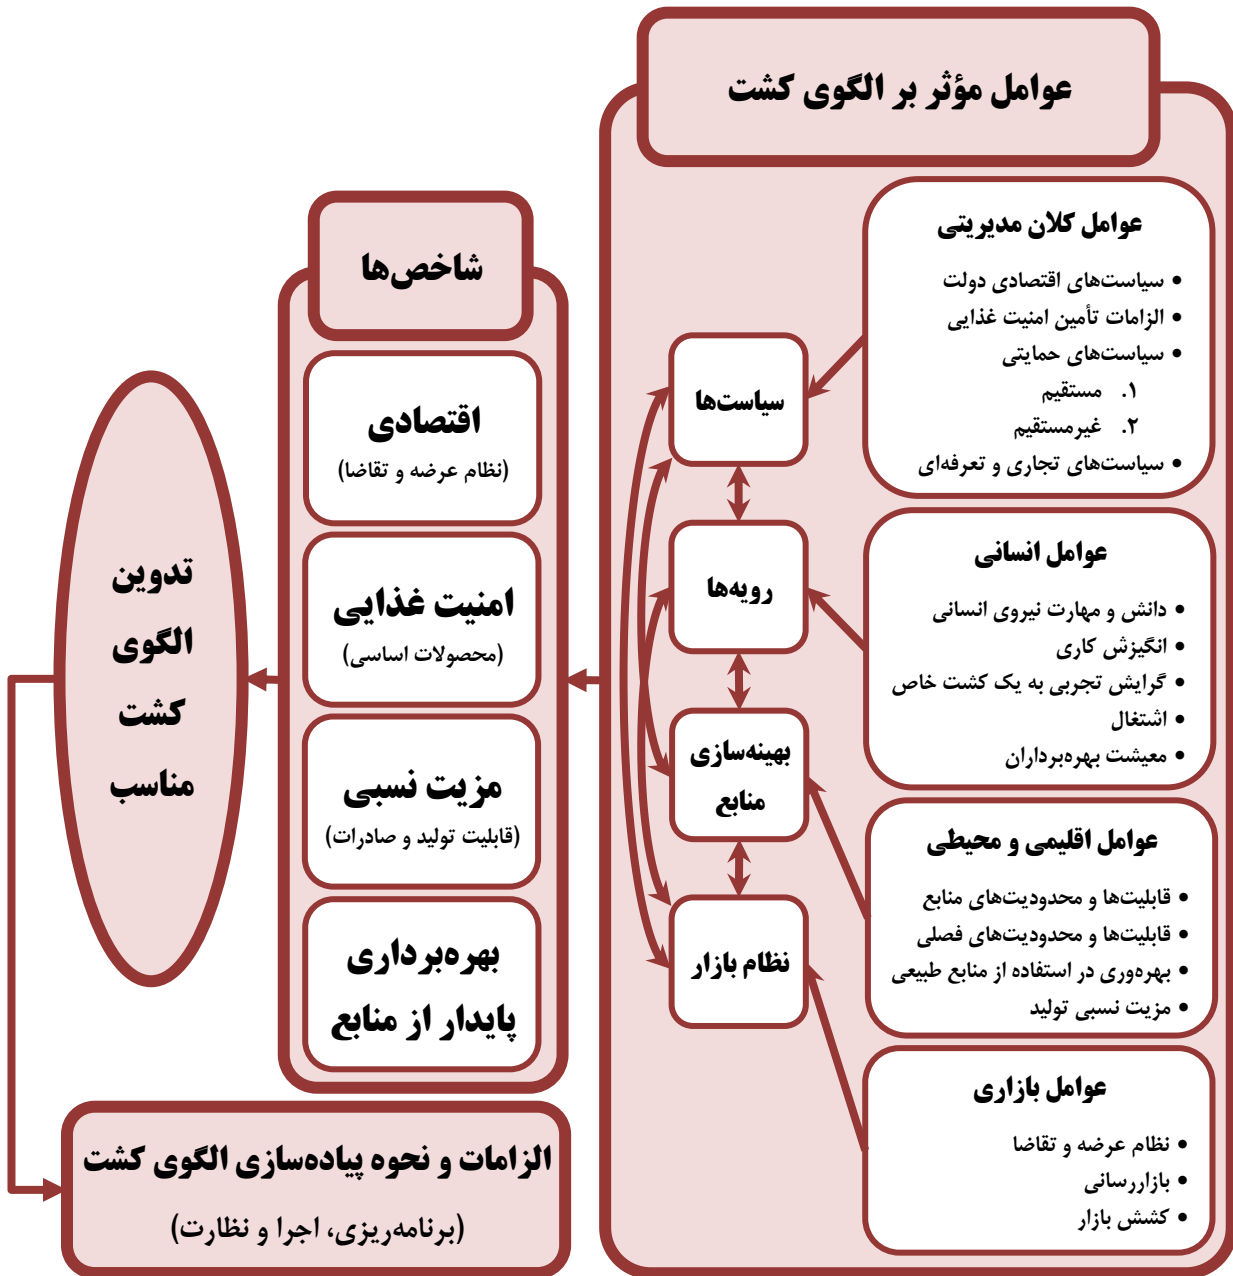 عوامل مؤثر بر الگوی کشت
عوامل کلان مدیریتی
• سیاست‌های اقتصادی دولت
• الزامات تأمین امنیت غذایی
• سیاست‌های حمایتی
۱. مستقیم
۲. غیرمستقیم
• سیاست‌های تجاری و تعرفه‌ای
عوامل انسانی
• دانش و مهارت نیروی انسانی
• انگیزش کاری
• گرایش تجربی به یک کشت خاص
• اشتغال
• معیشت بهره‌برداران
عوامل اقلیمی و محیطی
• قابلیت‌ها و محدودیت‌های منابع
• قابلیت‌ها و محدودیت‌های فصلی
• بهره‌وری در استفاده از منابع طبیعی
• مزیت نسبی تولید
عوامل بازاری
• نظام عرضه و تقاضا
• بازاررسانی
• کشش بازار
سیاست‌ها
رویه‌ها
بهینه‌سازی
منابع
نظام بازار
شاخص‌ها
اقتصادی
(نظام عرضه و تقاضا)
امنیت غذایی
(محصولات اساسی)
مزیت نسبی
(قابلیت تولید و صادرات)
بهره‌برداری
پایدار از منابع
تدوین
الگوی
کشت
مناسب
الزامات و نحوه پیاده‌سازی الگوی کشت
(برنامه‌ریزی، اجرا و نظارت)